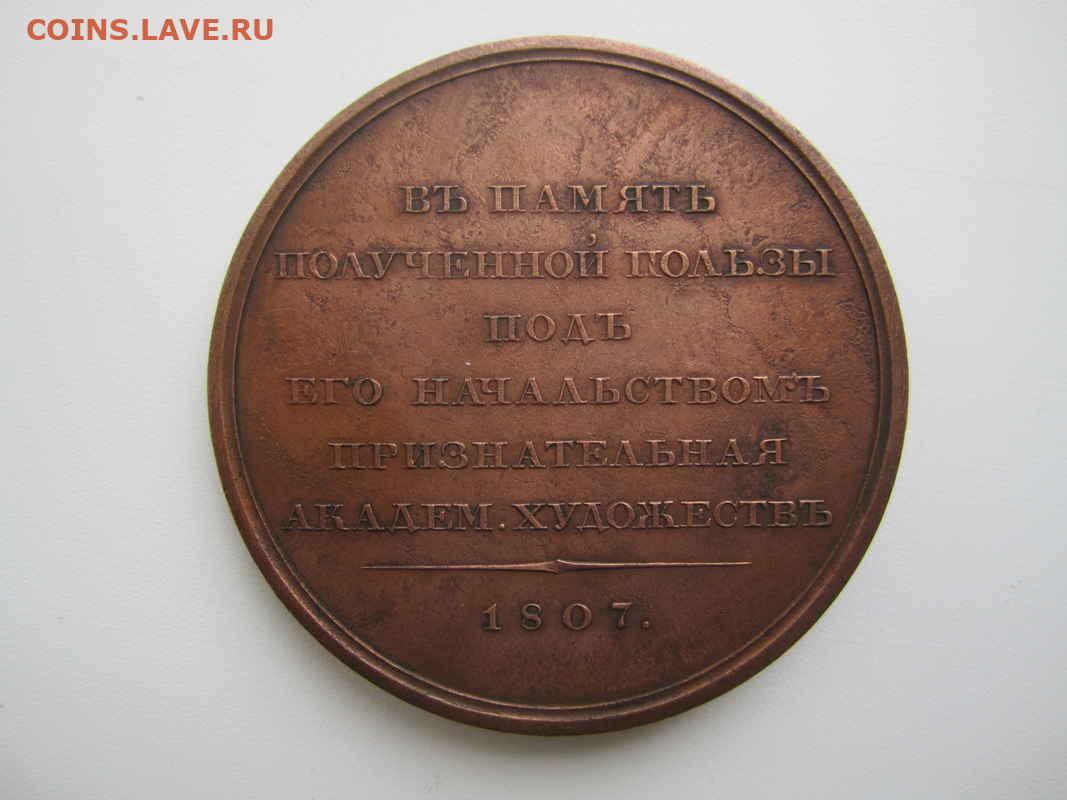 COINS.LAVE.RU
ВЪ ПАМЯТЬ
ПОЛУЧЕННОЙ ПОЛЬЗЫ
ПОДЪ
ЕГО НАЧАЛЬСТВОМЪ
ПРИЗНАТЕЛЬНАЯ
АКАДЕМ. ХУДОЖЕСТВЪ
1807.